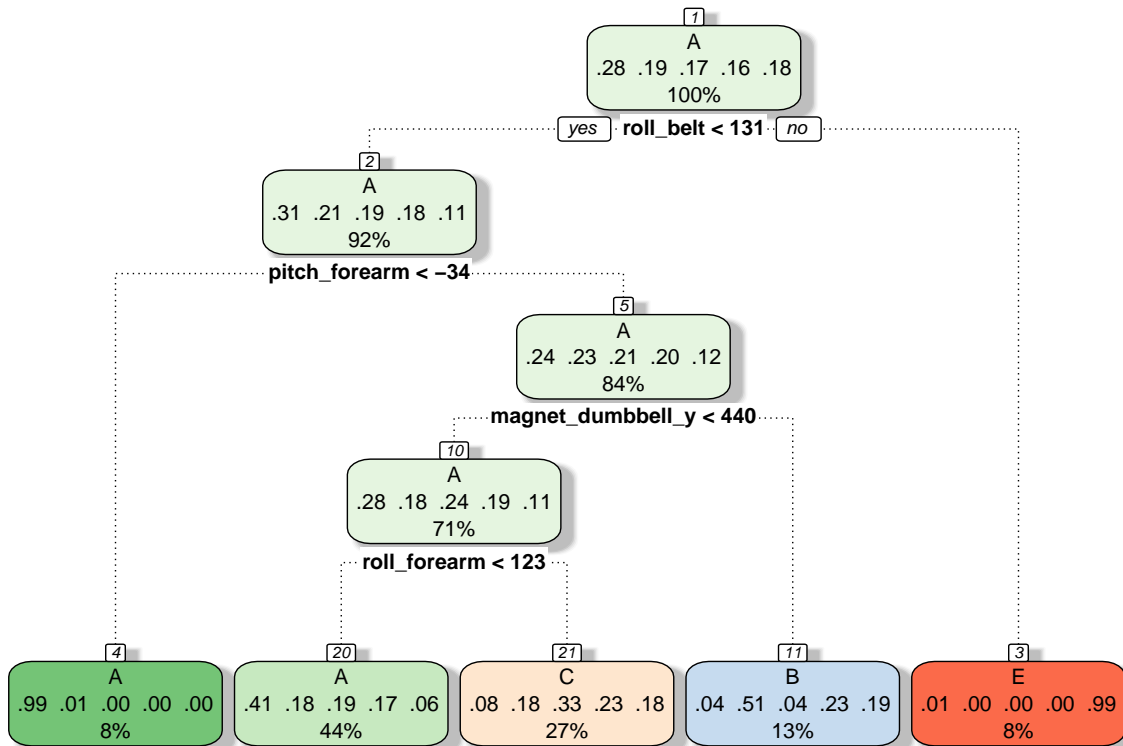 1
A
.28 .19 .17 .16 .18
100%
yes roll_belt < 131 no
2
A
.31 .21 .19 .18 .11
92%
pitch_forearm < −34
5
A
.24 .23 .21 .20 .12
84%
magnet_dumbbell_y < 440
10
A
.28 .18 .24 .19 .11
71%
roll_forearm < 123
4
A
.99 .01 .00 .00 .00
8%
20
A
.41 .18 .19 .17 .06
44%
21
C
.08 .18 .33 .23 .18
27%
11
B
.04 .51 .04 .23 .19
13%
3
E
.01 .00 .00 .00 .99
8%